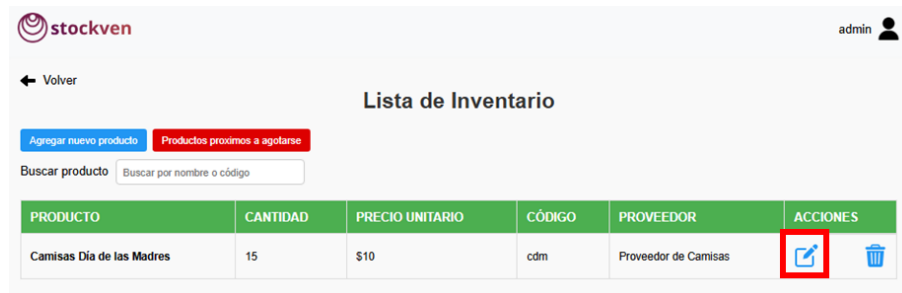 stockven
admin
Volver
Lista de Inventario
Agregar nuevo producto Productos proximos a agotarse
Buscar producto Buscar por nombre o código
PRODUCTO CANTIDAD PRECIO UNITARIO CÓDIGO PROVEEDOR ACCIONES
Camisas Día de las Madres 15 $10 cdm Proveedor de Camisas